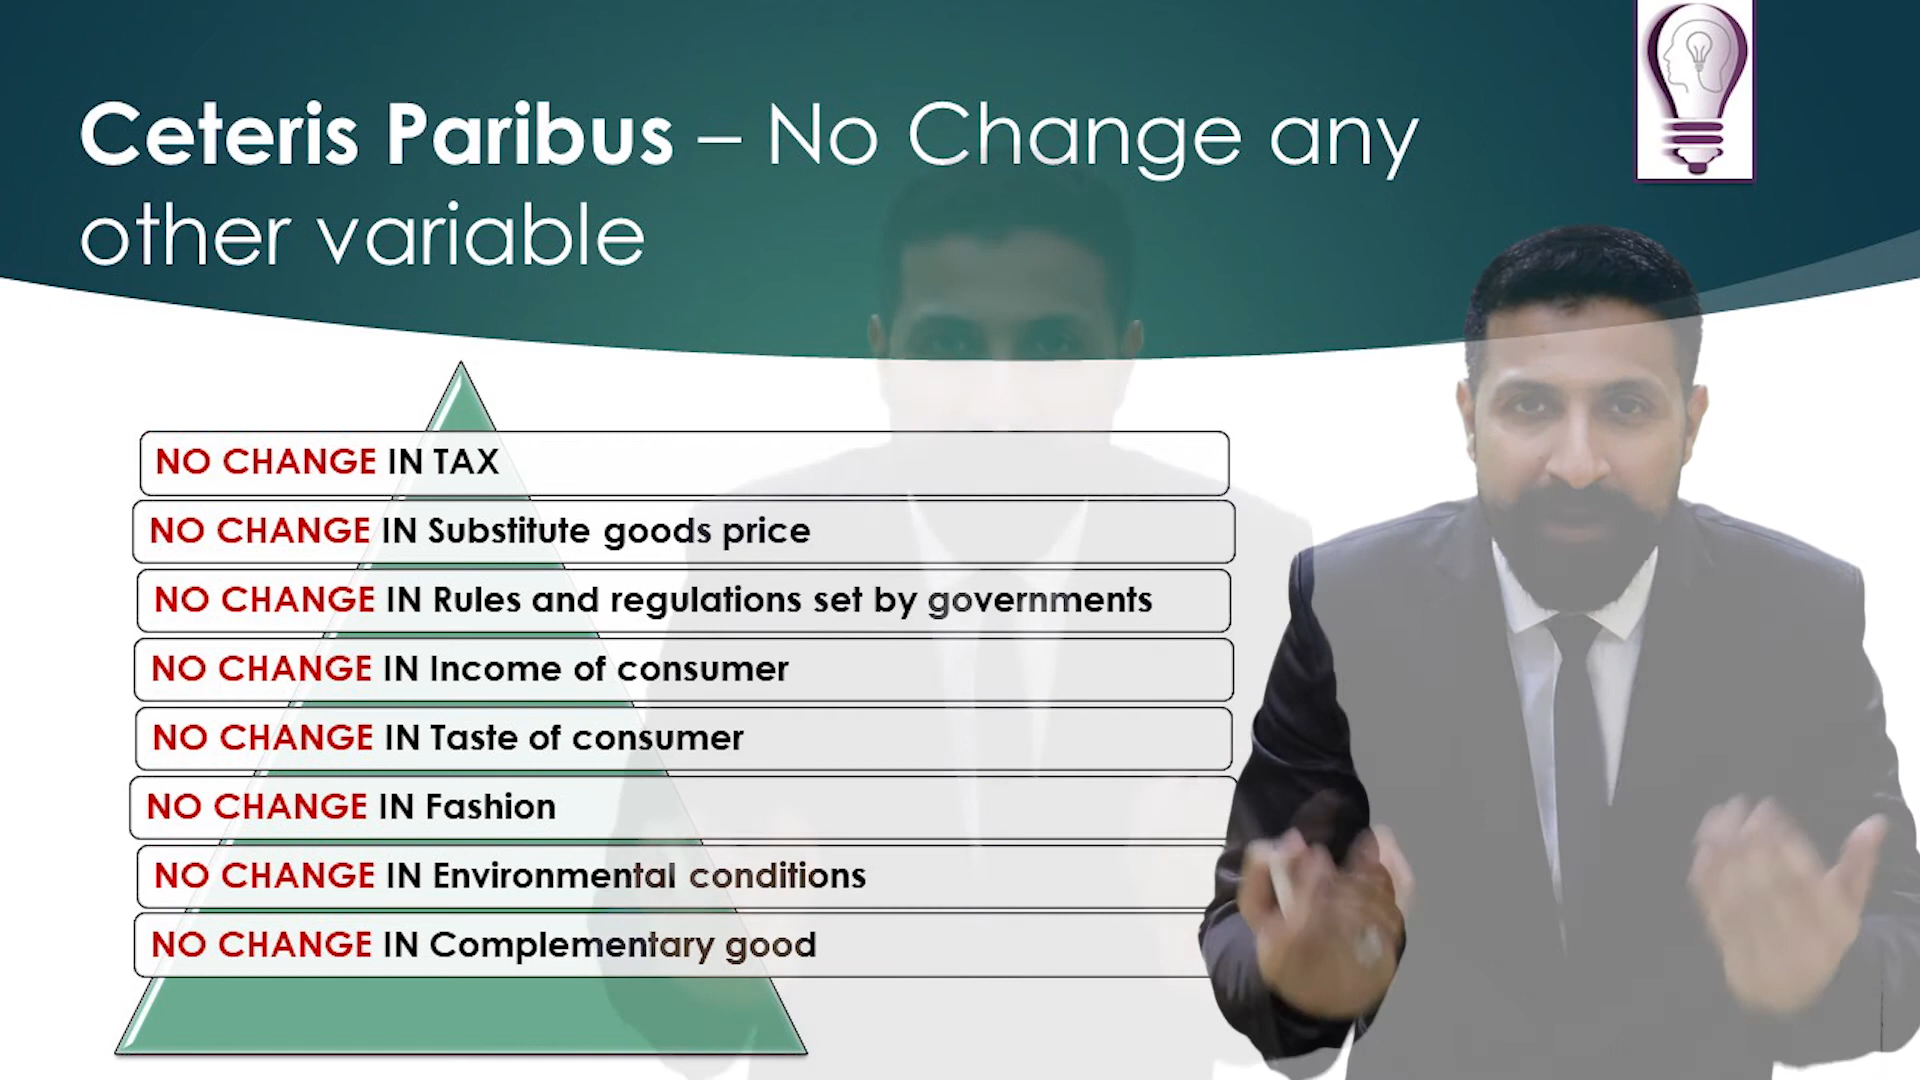 Ceteris Paribus – No Change any
other variable
NO CHANGE IN TAX
NO CHANGE IN Substitute goods price
NO CHANGE IN Rules and regulations set by governments
NO CHANGE IN Income of consumer
NO CHANGE IN Taste of consumer
NO CHANGE IN Fashion
NO CHANGE IN Environmental conditions
NO CHANGE IN Complementary good